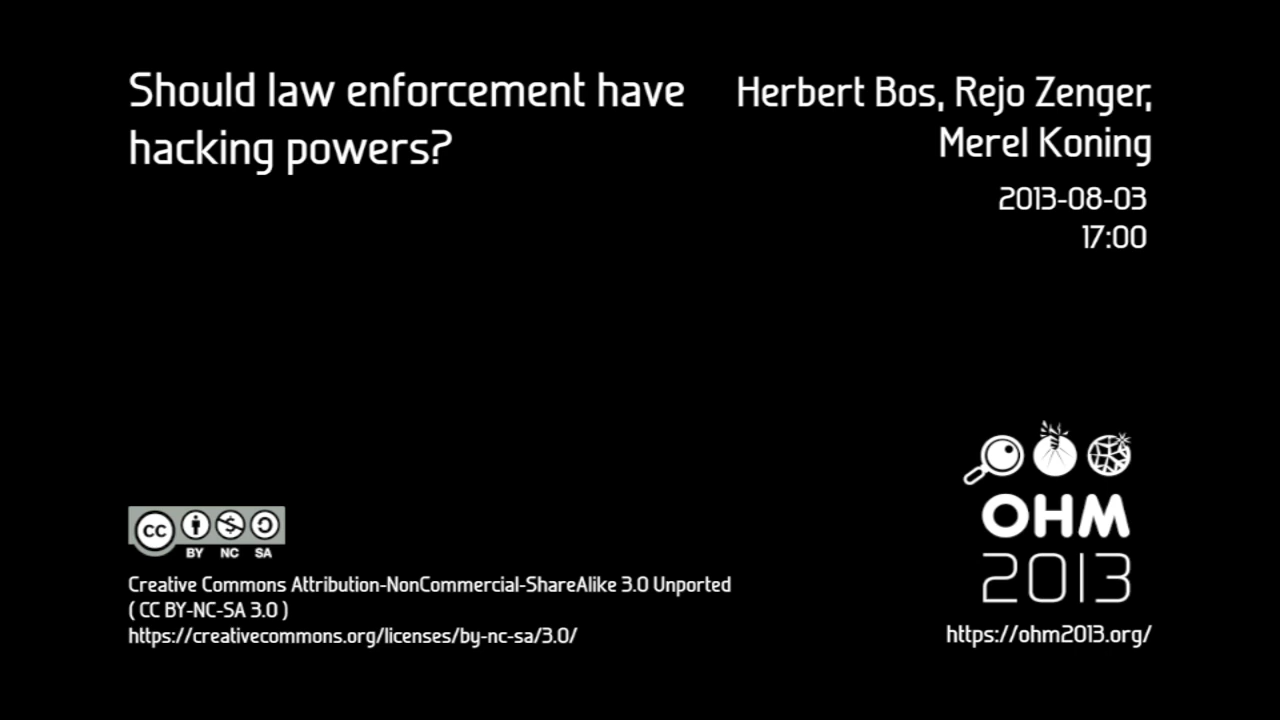 Should law enforcement have
hacking powers?
Herbert Bos, Rejo Zenger,
Merel Koning
2013-08-03
17:00
cc
BY NC SA
Creative Commons Attribution-NonCommercial-ShareAlike 3.0 Unported
( CC BY-NC-SA 3.0 )
https://creativecommons.org/licenses/by-nc-sa/3.0/
OHM
2013
https://ohm2013.org/